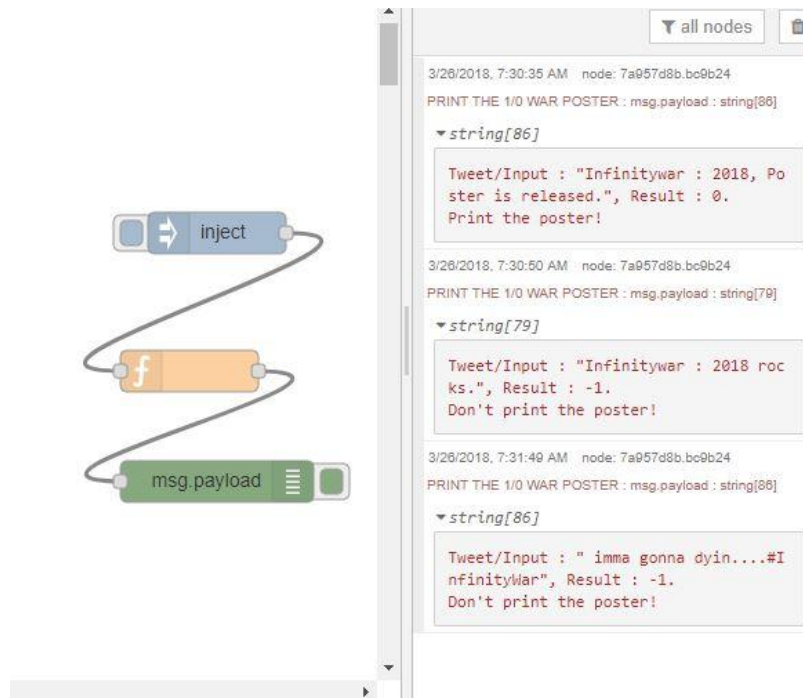 inject
f
msg.payload
all nodes
3/26/2018, 7:30:35 AM node: 7a957d8b.bc9b24
PRINT THE 1/0 WAR POSTER : msg.payload : string[86]
string[86]
Tweet/Input : "Infinitywar : 2018, Po
ster is released.", Result : 0.
Print the poster!
3/26/2018, 7:30:50 AM node: 7a957d8b.bc9b24
PRINT THE 1/0 WAR POSTER : msg.payload : string[79]
string[79]
Tweet/Input : "Infinitywar : 2018 roc
ks.", Result : -1.
Don't print the poster!
3/26/2018, 7:31:49 AM node: 7a957d8b.bc9b24
PRINT THE 1/0 WAR POSTER : msg.payload : string[86]
string[86]
Tweet/Input : " imma gonna dyin....#I
nfinityWar", Result : -1.
Don't print the poster!